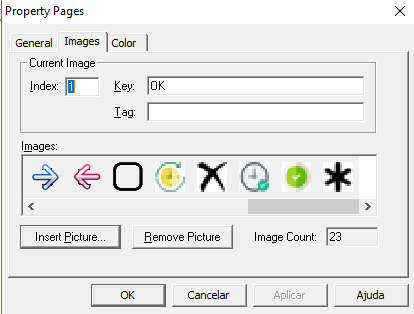 Property Pages
General Images Color
Current Image
Index: 1 Key: OK
Tag:
Images:
Insert Picture... Remove Picture Image Count: 23
OK Cancelar Aplicar Ajuda